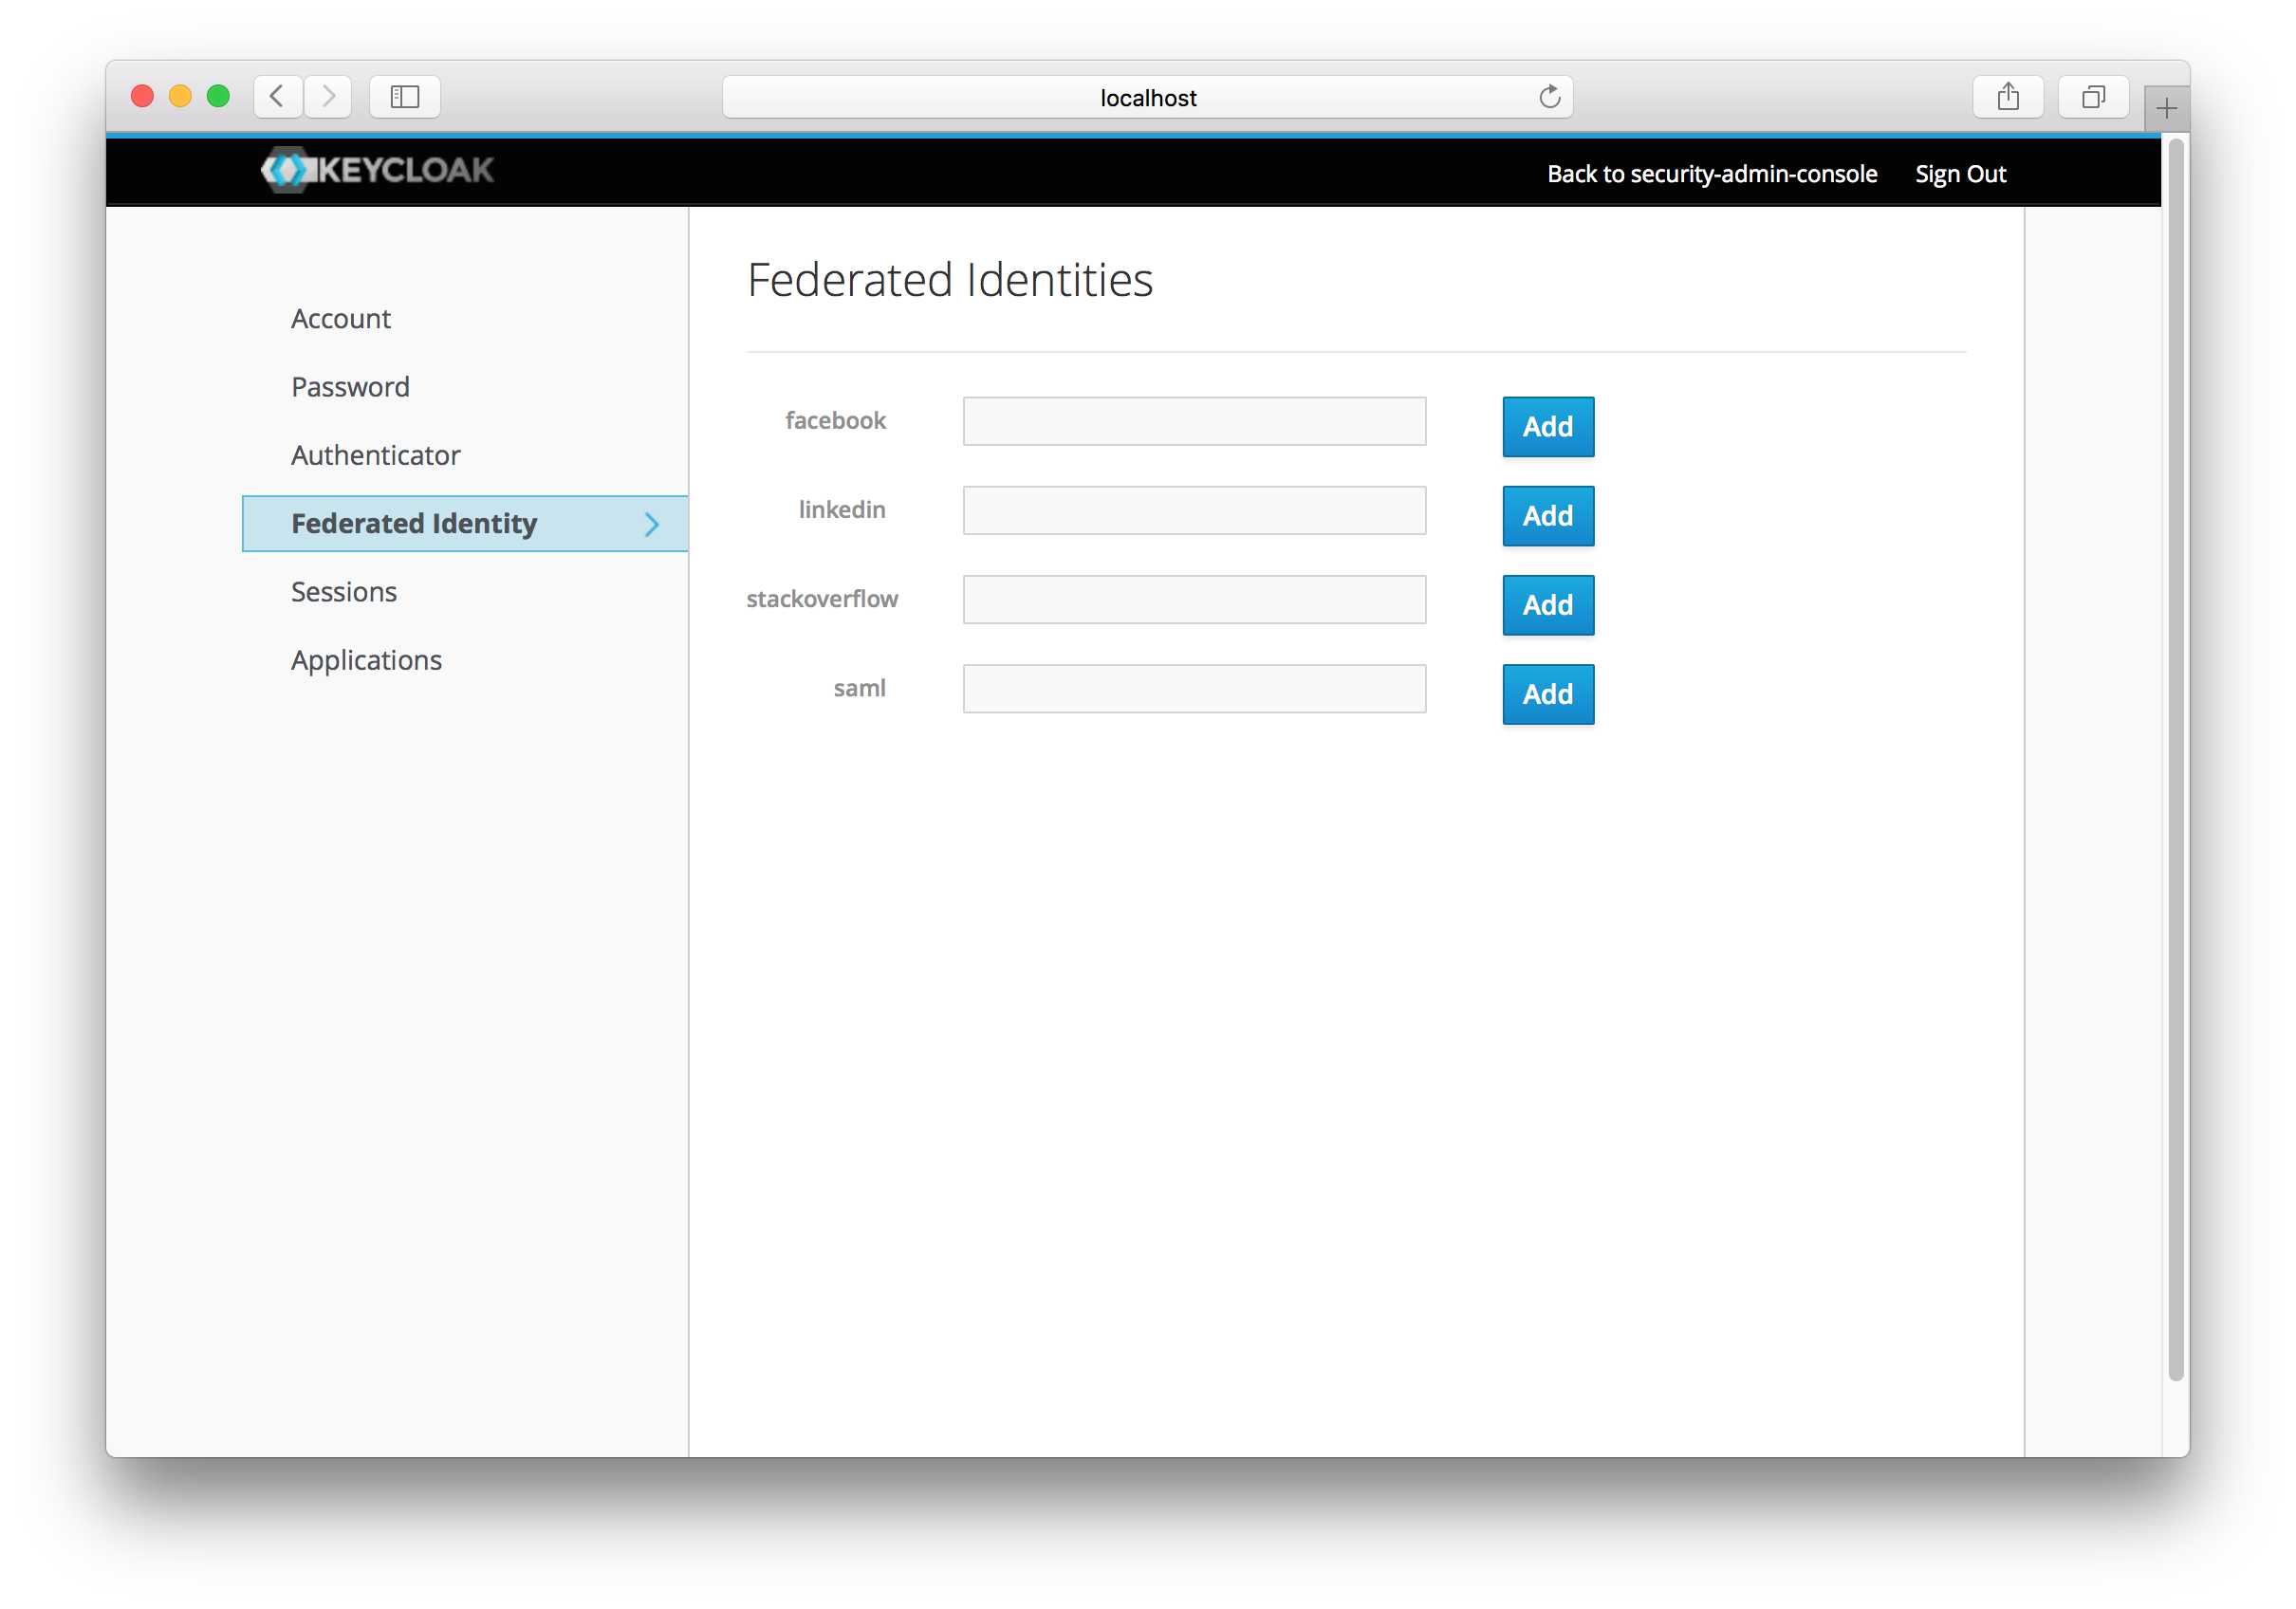 localhost
KEYCLOAK
Back to security-admin-console Sign Out
Federated Identities
Account
Password
Authenticator
Federated Identity
Sessions
Applications
facebook Add
linkedin Add
stackoverflow Add
saml Add